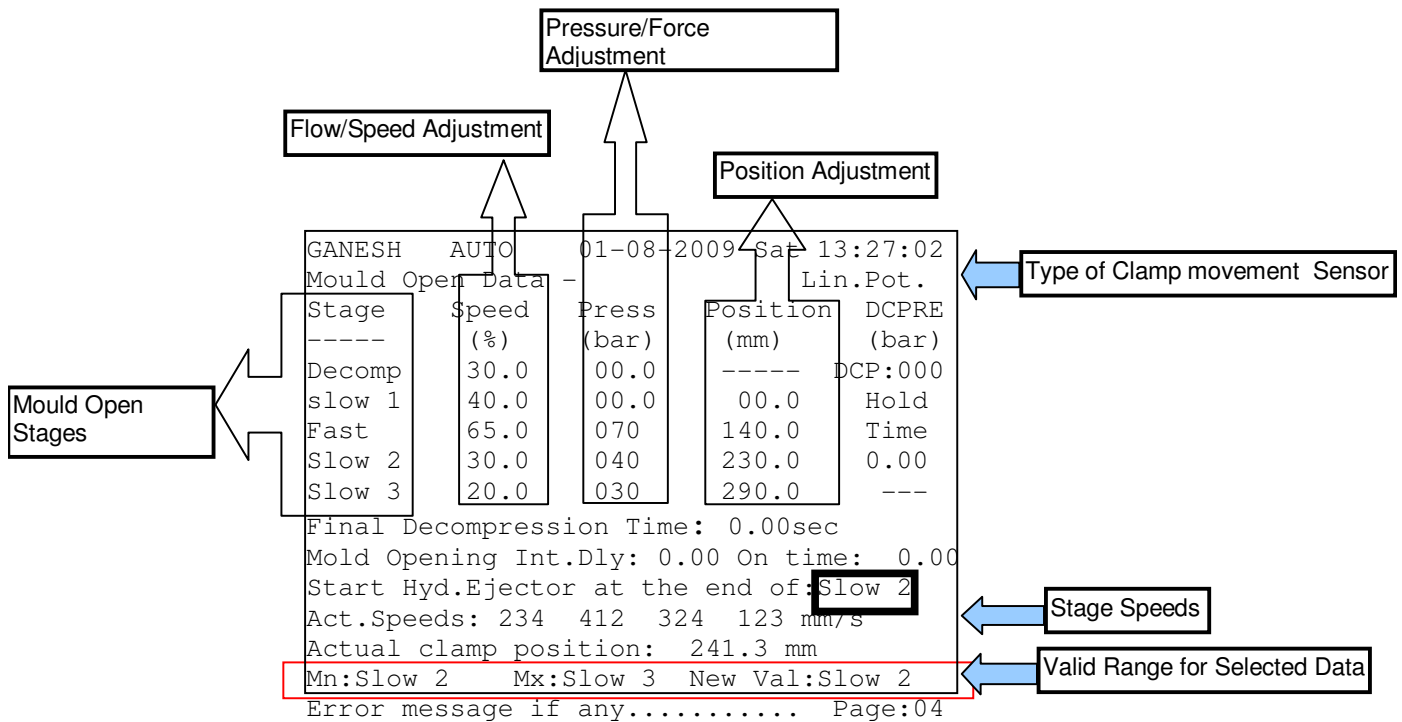 Pressure/Force
Adjustment
Flow/Speed Adjustment
Position Adjustment
GANESH AUTO 01-08-2009 Sat 13:27:02
Mould Open Data - Lin.Pot.
Type of Clamp movement Sensor
Stage Speed Press Position DCPRE
----- (%) (bar) (mm) (bar)
Decomp 30.0 00.0 ----- DCP:000
slow 1 40.0 00.0 00.0 Hold
Fast 65.0 070 140.0 Time
Slow 2 30.0 040 230.0 0.00
Slow 3 20.0 030 290.0 ---
Mould Open
Stages
Final Decompression Time: 0.00sec
Mold Opening Int.Dly: 0.00 On time: 0.00
Start Hyd.Ejector at the end of:Slow 2
Act.Speeds: 234 412 324 123 mm/s
Stage Speeds
Actual clamp position: 241.3 mm
Mn:Slow 2 Mx:Slow 3 New Val:Slow 2
Valid Range for Selected Data
Error message if any........... Page:04